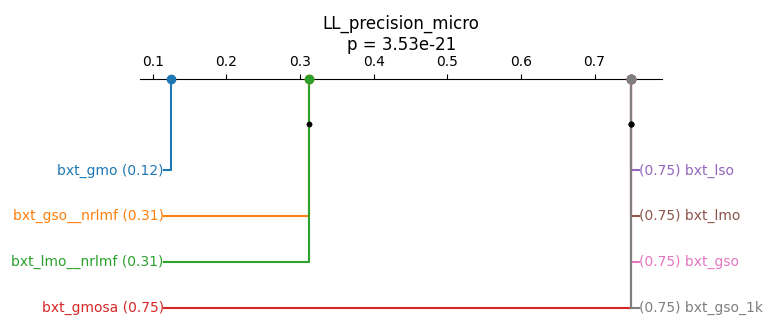 LL_precision_micro
p = 3.53e-21
0.1 0.2 0.3 0.4 0.5 0.6 0.7
bxt_gmo (0.12) (0.75) bxt_lso
bxt_gso__nrlmf (0.31) (0.75) bxt_lmo
bxt_lmo__nrlmf (0.31) (0.75) bxt_gso
bxt_gmosa (0.75) (0.75) bxt_gso_1k